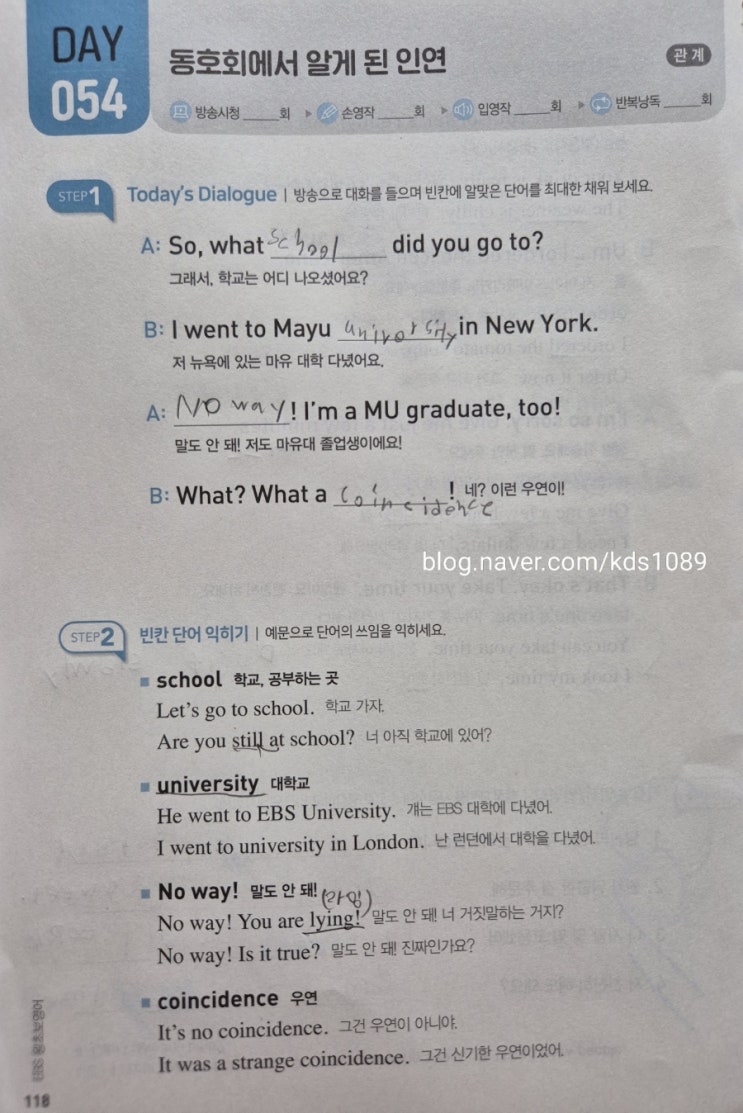 DAY
054
동호회에서 알게 된 인연
관계
방송시청 _____회 ▶ 손영작 _____회 ▶ 입영작 _____회 ▶ 반복낭독 _____회
STEP1 Today's Dialogue | 방송으로 대화를 들으며 빈칸에 알맞은 단어를 최대한 채워 보세요.
A: So, what school did you go to?
그래서, 학교는 어디 나오셨어요?
B: I went to Mayu university in New York.
저 뉴욕에 있는 마유 대학 다녔어요.
A: No way! I'm a MU graduate, too!
말도 안 돼! 저도 마유대 졸업생이에요!
B: What? What a coincidence! 네? 이런 우연이!
blog.naver.com/kds1089
STEP2 빈칸 단어 익히기 | 예문으로 단어의 쓰임을 익히세요.
■ school 학교, 공부하는 곳
Let's go to school. 학교 가자.
Are you still at school? 너 아직 학교에 있어?
■ university 대학교
He went to EBS University. 걔는 EBS 대학에 다녔어.
I went to university in London. 난 런던에서 대학을 다녔어.
■ No way! 말도 안 돼! (라잉)
No way! You are lying! 말도 안 돼! 너 거짓말하는 거지?
No way! Is it true? 말도 안 돼! 진짜인가요?
■ coincidence 우연
It's no coincidence. 그건 우연이 아니야.
It was a strange coincidence. 그건 신기한 우연이었어.
118